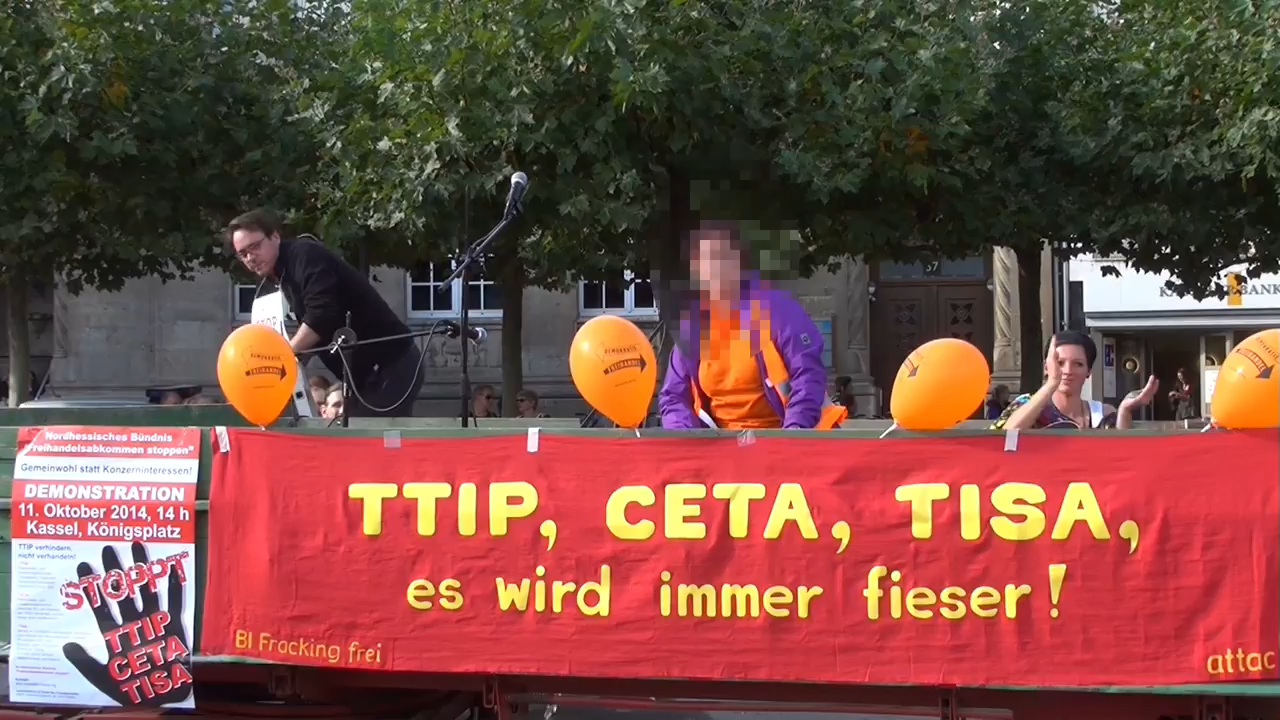 37
STOP
DEMOKRATIE
FREIHANDEL
Nordhessisches Bündnis
"Freihandelsabkommen stoppen"
Gemeinwohl statt Konzerninteressen!
DEMONSTRATION
11. Oktober 2014, 14 h
Kassel, Königsplatz
TTIP verhindern,
nicht verhandeln!
STOPPT
TTIP
CETA
TISA
TTIP, CETA, TISA,
es wird immer fieser!
BI Fracking frei
attac